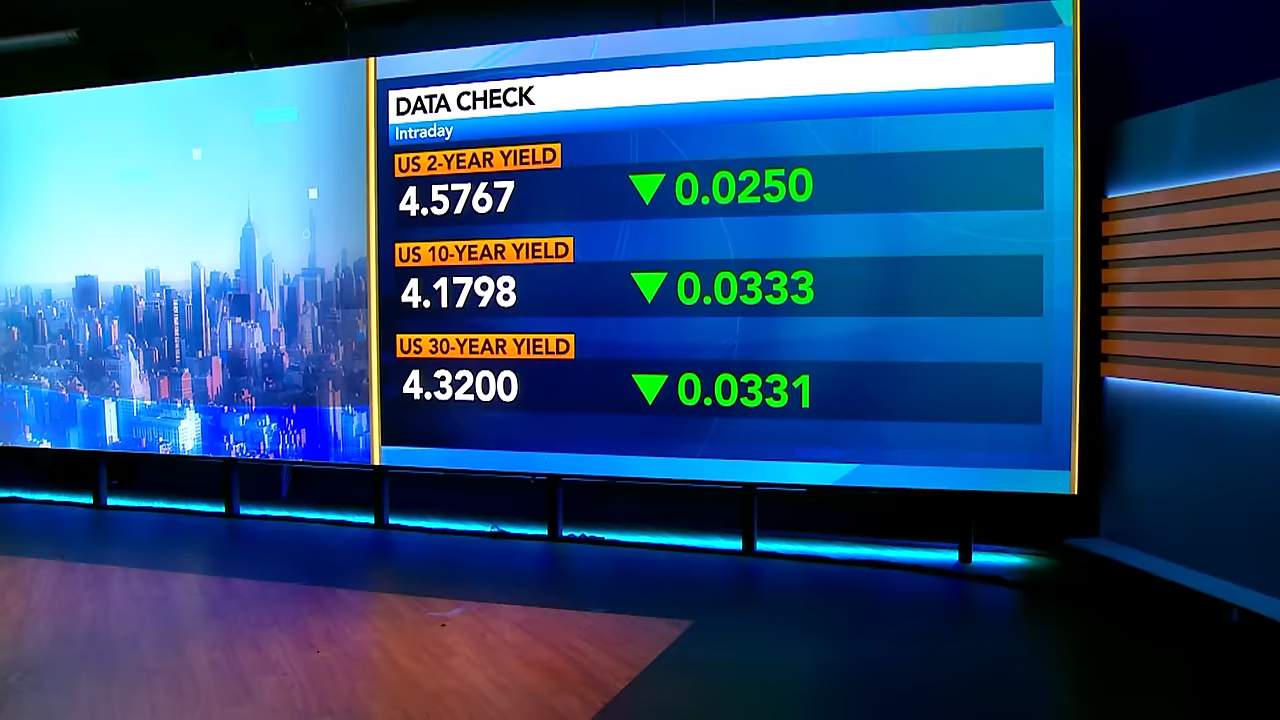 DATA CHECK
Intraday
US 2-YEAR YIELD
4.5767 ▼ 0.0250
US 10-YEAR YIELD
4.1798 ▼ 0.0333
US 30-YEAR YIELD
4.3200 ▼ 0.0331